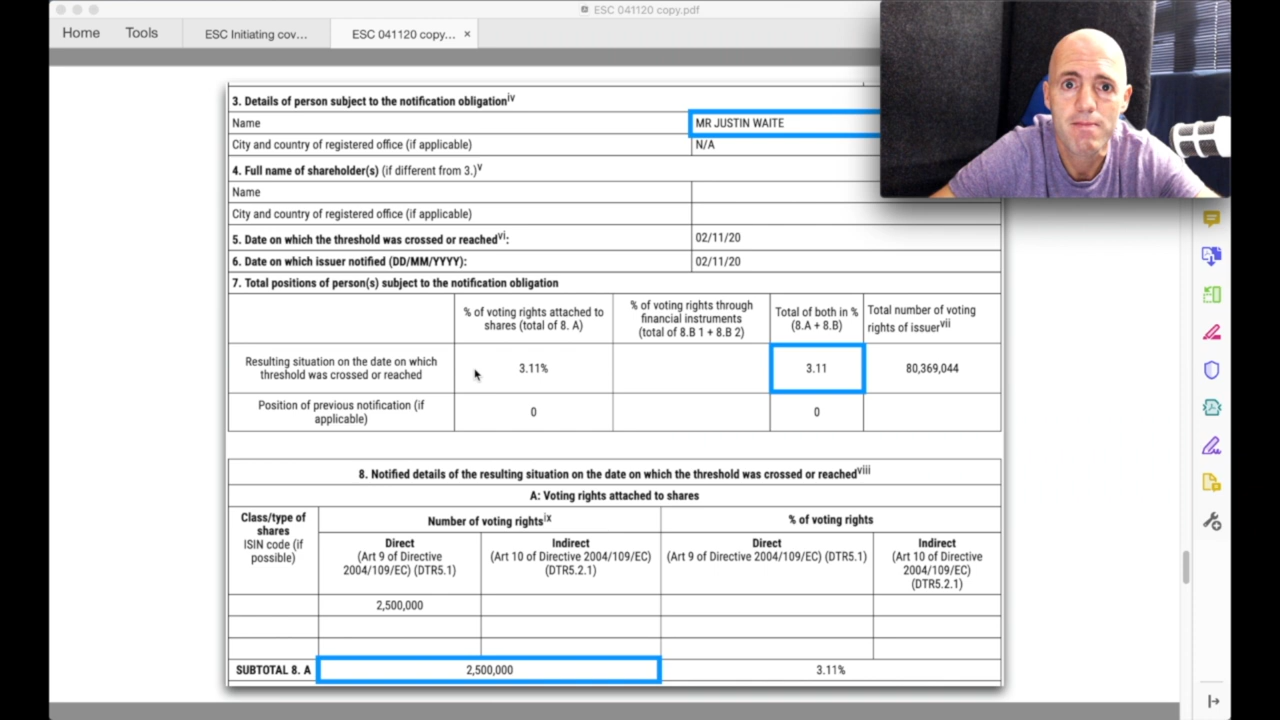 ESC 041120 copy.pdf
Home Tools ESC Initiating cov... ESC 041120 copy... ×
3. Details of person subject to the notification obligationiv
Name MR JUSTIN WAITE
City and country of registered office (if applicable) N/A
4. Full name of shareholder(s) (if different from 3.)v
Name
City and country of registered office (if applicable)
5. Date on which the threshold was crossed or reachedvi: 02/11/20
6. Date on which issuer notified (DD/MM/YYYY): 02/11/20
7. Total positions of person(s) subject to the notification obligation
% of voting rights attached to
shares (total of 8. A)
% of voting rights through
financial instruments
(total of 8.B 1 + 8.B 2)
Total of both in %
(8.A + 8.B)
Total number of voting
rights of issuervii
Resulting situation on the date on which
threshold was crossed or reached
3.11% 3.11 80,369,044
Position of previous notification (if
applicable)
0 0
8. Notified details of the resulting situation on the date on which the threshold was crossed or reachedviii
A: Voting rights attached to shares
Class/type of
shares
ISIN code (if
possible)
Number of voting rightsix % of voting rights
Direct
(Art 9 of Directive
2004/109/EC) (DTR5.1)
Indirect
(Art 10 of Directive 2004/109/EC)
(DTR5.2.1)
Direct
(Art 9 of Directive 2004/109/EC) (DTR5.1)
Indirect
(Art 10 of Directive
2004/109/EC)
(DTR5.2.1)
2,500,000
SUBTOTAL 8. A 2,500,000 3.11%